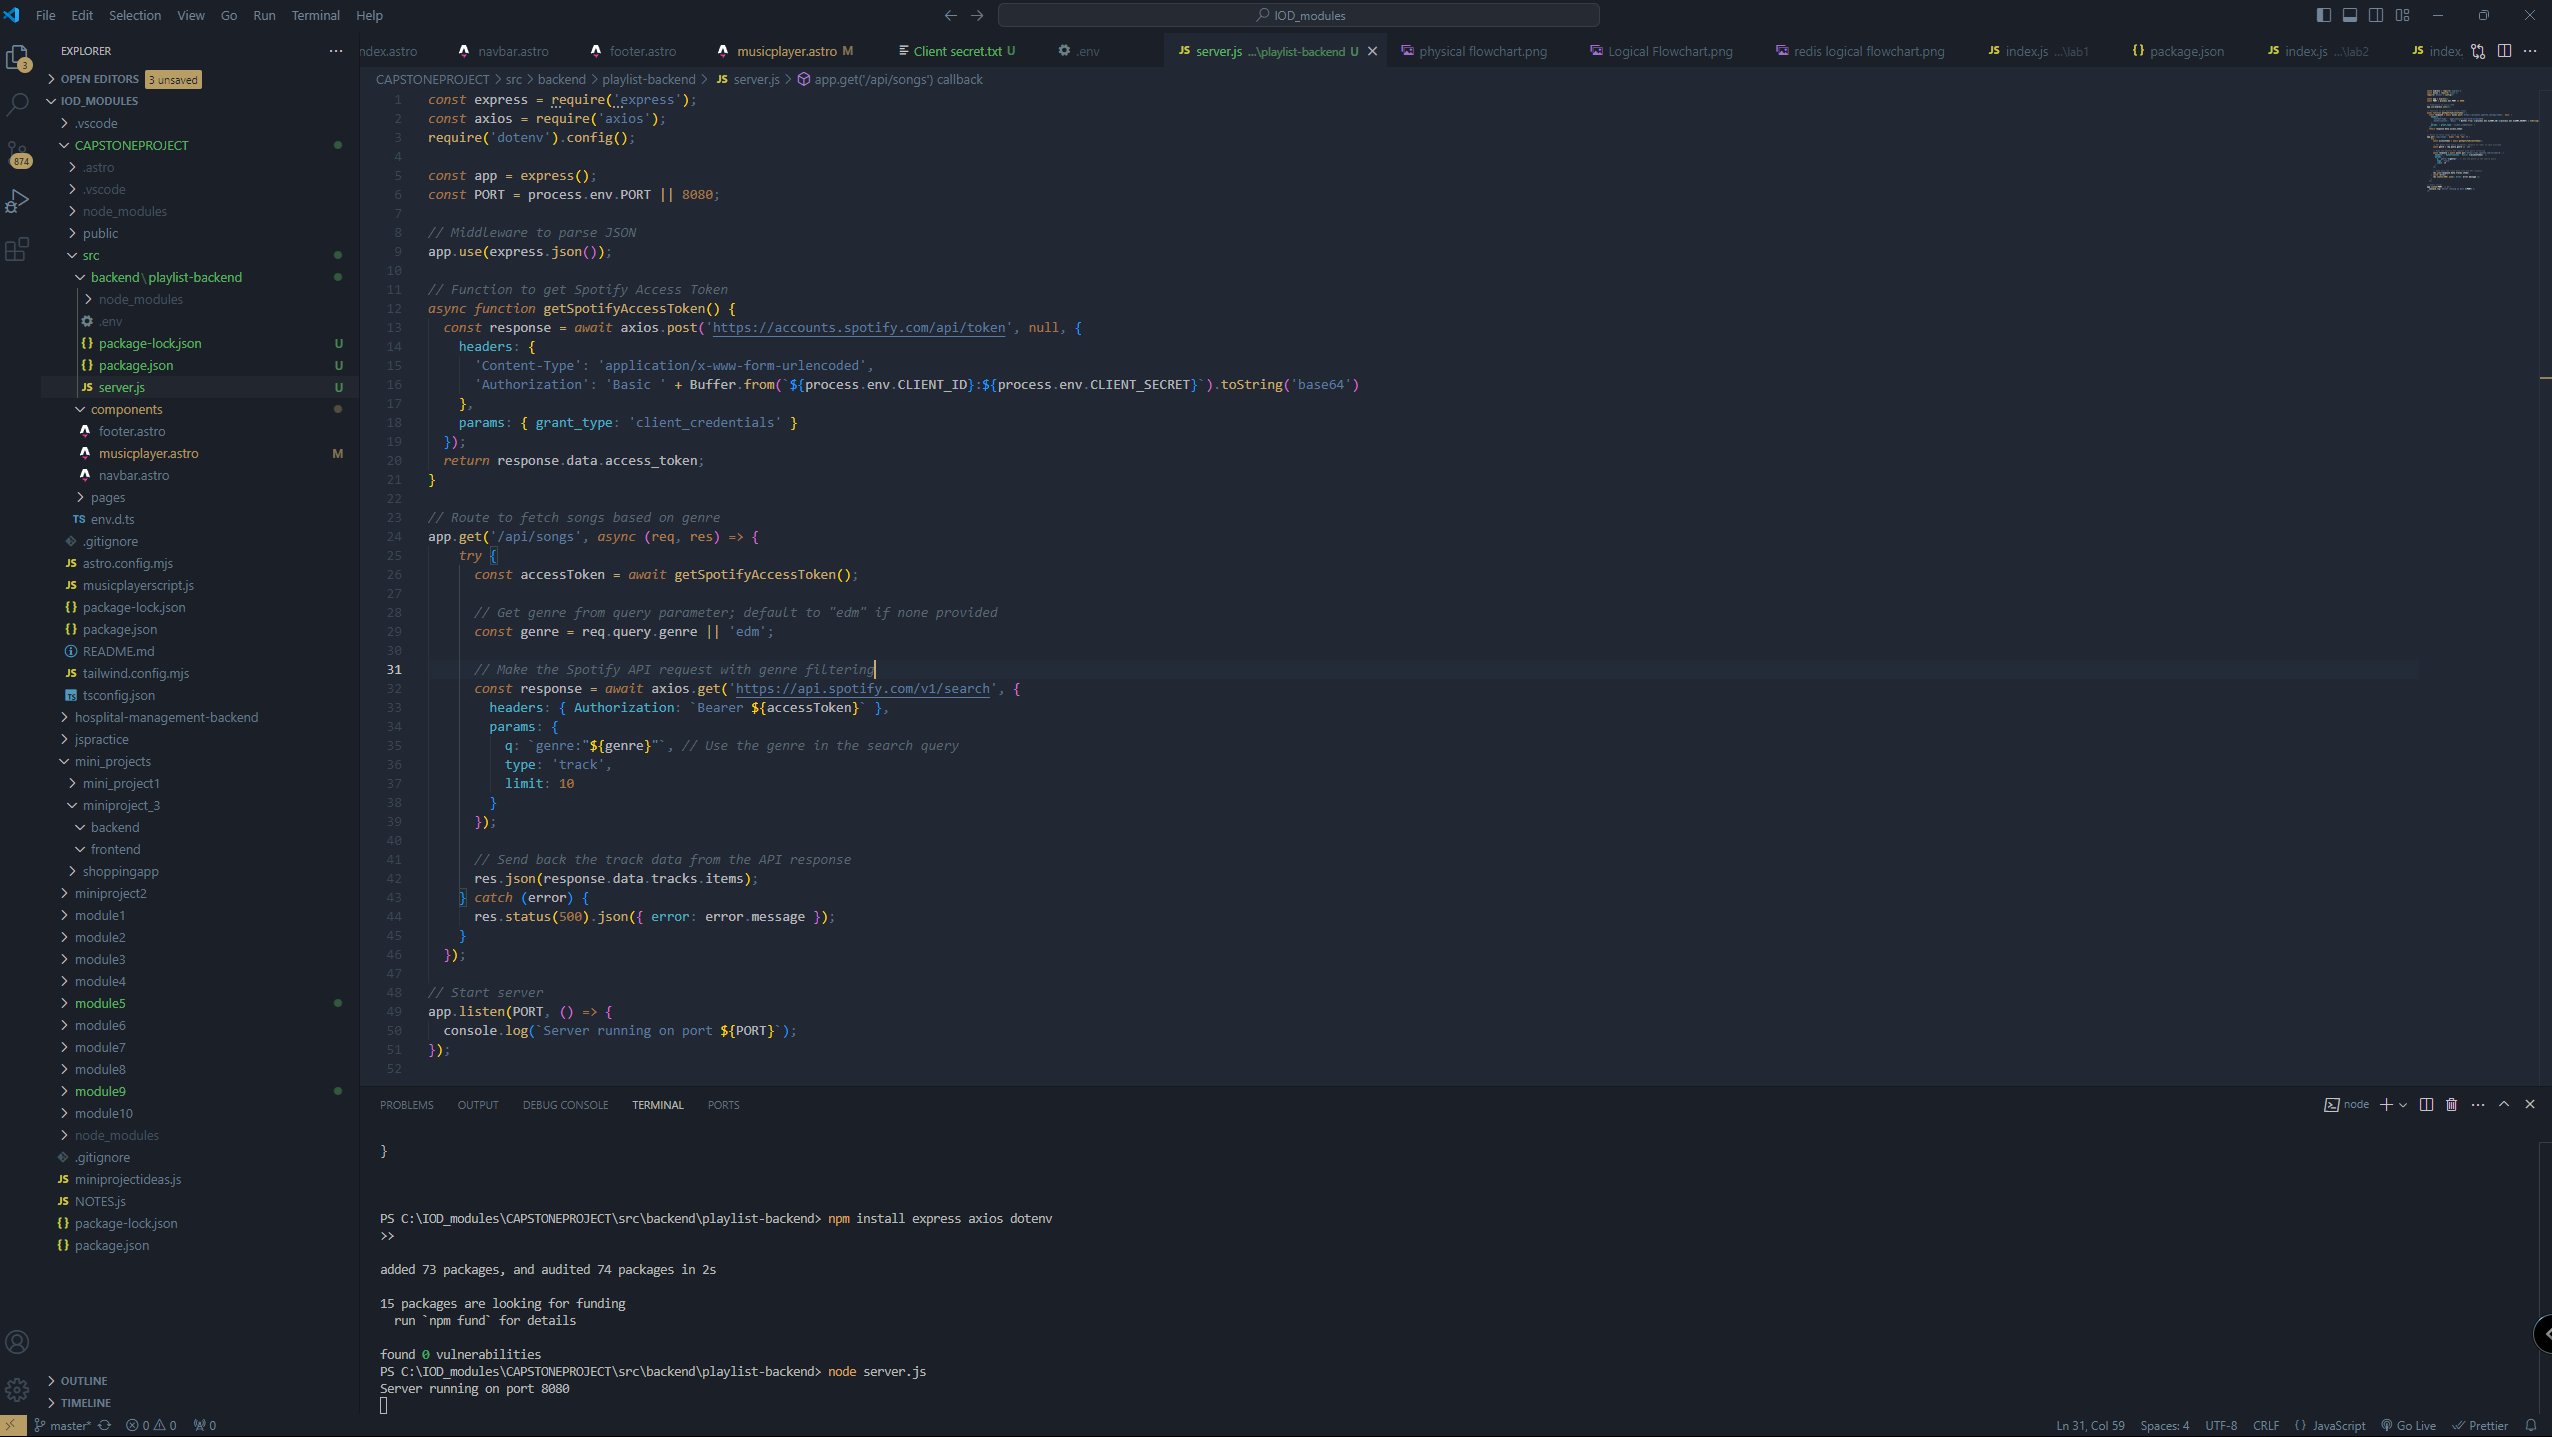 File Edit Selection View Go Run Terminal Help
IOD_modules
EXPLORER
OPEN EDITORS 3 unsaved
IOD_MODULES
.vscode
CAPSTONEPROJECT
.astro
.vscode
node_modules
public
src
backend\playlist-backend
node_modules
.env
package-lock.json U
package.json U
server.js U
components
footer.astro
musicplayer.astro M
navbar.astro
pages
TS env.d.ts
.gitignore
JS astro.config.mjs
JS musicplayerscript.js
{} package-lock.json
{} package.json
README.md
JS tailwind.config.mjs
tsconfig.json
hosplital-management-backend
jspractice
mini_projects
mini_project1
miniproject_3
backend
frontend
shoppingapp
miniproject2
module1
module2
module3
module4
module5
module6
module7
module8
module9
module10
node_modules
.gitignore
JS miniprojectideas.js
JS NOTES.js
{} package-lock.json
{} package.json
OUTLINE
TIMELINE
3
874
ndex.astro navbar.astro footer.astro musicplayer.astro M Client secret.txt U .env JS server.js ...\playlist-backend U physical flowchart.png Logical Flowchart.png redis logical flowchart.png JS index.js ...\lab1 {} package.json JS index.js ...\lab2 JS index.
CAPSTONEPROJECT > src > backend > playlist-backend > JS server.js > app.get('/api/songs') callback
1 const express = require('express');
2 const axios = require('axios');
3 require('dotenv').config();
4
5 const app = express();
6 const PORT = process.env.PORT || 8080;
7
8 // Middleware to parse JSON
9 app.use(express.json());
10
11 // Function to get Spotify Access Token
12 async function getSpotifyAccessToken() {
13 const response = await axios.post('https://accounts.spotify.com/api/token', null, {
14 headers: {
15 'Content-Type': 'application/x-www-form-urlencoded',
16 'Authorization': 'Basic ' + Buffer.from(`${process.env.CLIENT_ID}:${process.env.CLIENT_SECRET}`).toString('base64')
17 },
18 params: { grant_type: 'client_credentials' }
19 });
20 return response.data.access_token;
21 }
22
23 // Route to fetch songs based on genre
24 app.get('/api/songs', async (req, res) => {
25 try {
26 const accessToken = await getSpotifyAccessToken();
27
28 // Get genre from query parameter; default to "edm" if none provided
29 const genre = req.query.genre || 'edm';
30
31 // Make the Spotify API request with genre filtering
32 const response = await axios.get('https://api.spotify.com/v1/search', {
33 headers: { Authorization: `Bearer ${accessToken}` },
34 params: {
35 q: `genre:"${genre}"`, // Use the genre in the search query
36 type: 'track',
37 limit: 10
38 }
39 });
40
41 // Send back the track data from the API response
42 res.json(response.data.tracks.items);
43 } catch (error) {
44 res.status(500).json({ error: error.message });
45 }
46 });
47
48 // Start server
49 app.listen(PORT, () => {
50 console.log(`Server running on port ${PORT}`);
51 });
52
PROBLEMS OUTPUT DEBUG CONSOLE TERMINAL PORTS
node
}
PS C:\IOD_modules\CAPSTONEPROJECT\src\backend\playlist-backend> npm install express axios dotenv
>>
added 73 packages, and audited 74 packages in 2s
15 packages are looking for funding
run `npm fund` for details
found 0 vulnerabilities
PS C:\IOD_modules\CAPSTONEPROJECT\src\backend\playlist-backend> node server.js
Server running on port 8080
master* 0 0 0
Ln 31, Col 59 Spaces: 4 UTF-8 CRLF {} JavaScript Go Live Prettier